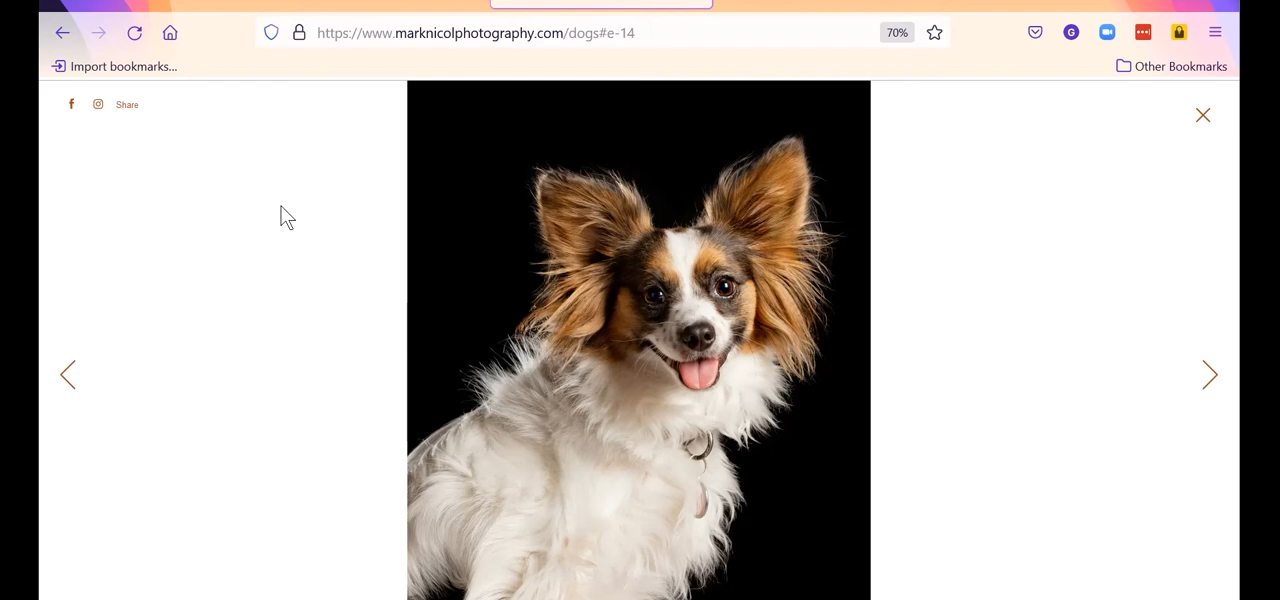 https://www.marknicolphotography.com/dogs#e-14
70%
G
Import bookmarks...
Other Bookmarks
f
Share